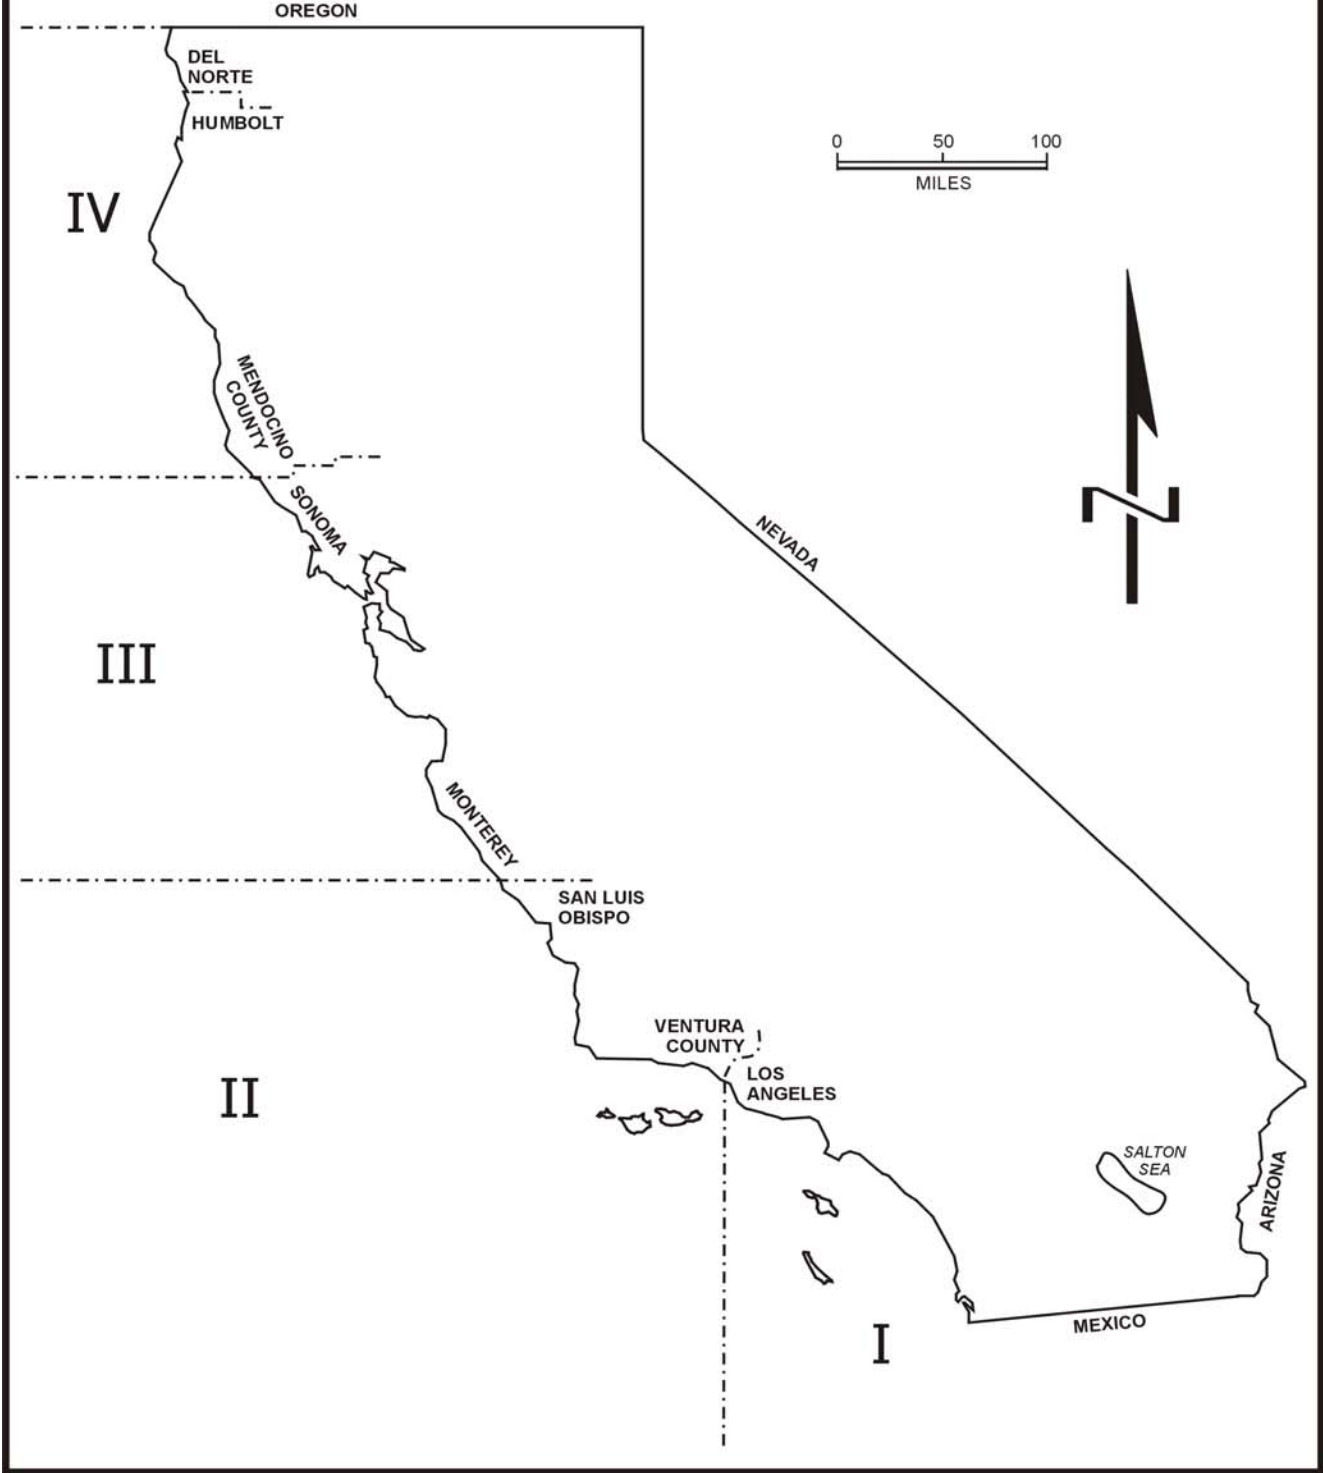 OREGON
DEL
NORTE
HUMBOLT
0 50 100
MILES
IV
MENDOCINO
COUNTY
SONOMA
NEVADA
III
MONTEREY
SAN LUIS
OBISPO
VENTURA
COUNTY
LOS
ANGELES
II
SALTON
SEA
ARIZONA
I
MEXICO
N